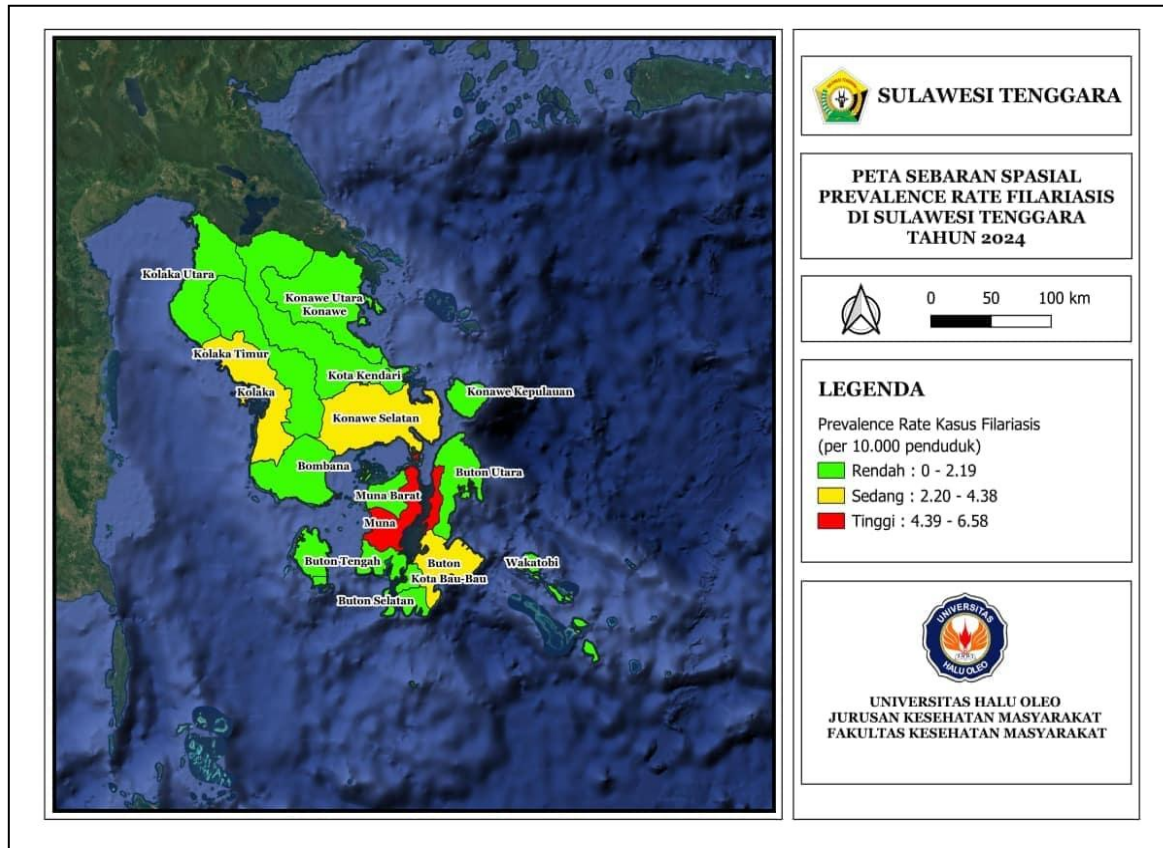 Kolaka Utara
Konawe Utara
Konawe
Kolaka Timur
Kota Kendari
Kolaka
Konawe Kepulauan
Konawe Selatan
Bombana
Buton Utara
Muna Barat
Muna
Buton Tengah
Buton
Wakatobi
Kota Bau-Bau
Buton Selatan
SULAWESI TENGGARA
PETA SEBARAN SPASIAL
PREVALENCE RATE FILARIASIS
DI SULAWESI TENGGARA
TAHUN 2024
0 50 100 km
LEGENDA
Prevalence Rate Kasus Filariasis
(per 10.000 penduduk)
Rendah : 0 - 2.19
Sedang : 2.20 - 4.38
Tinggi : 4.39 - 6.58
UNIVERSITAS
HALU OLEO
UNIVERSITAS HALU OLEO
JURUSAN KESEHATAN MASYARAKAT
FAKULTAS KESEHATAN MASYARAKAT